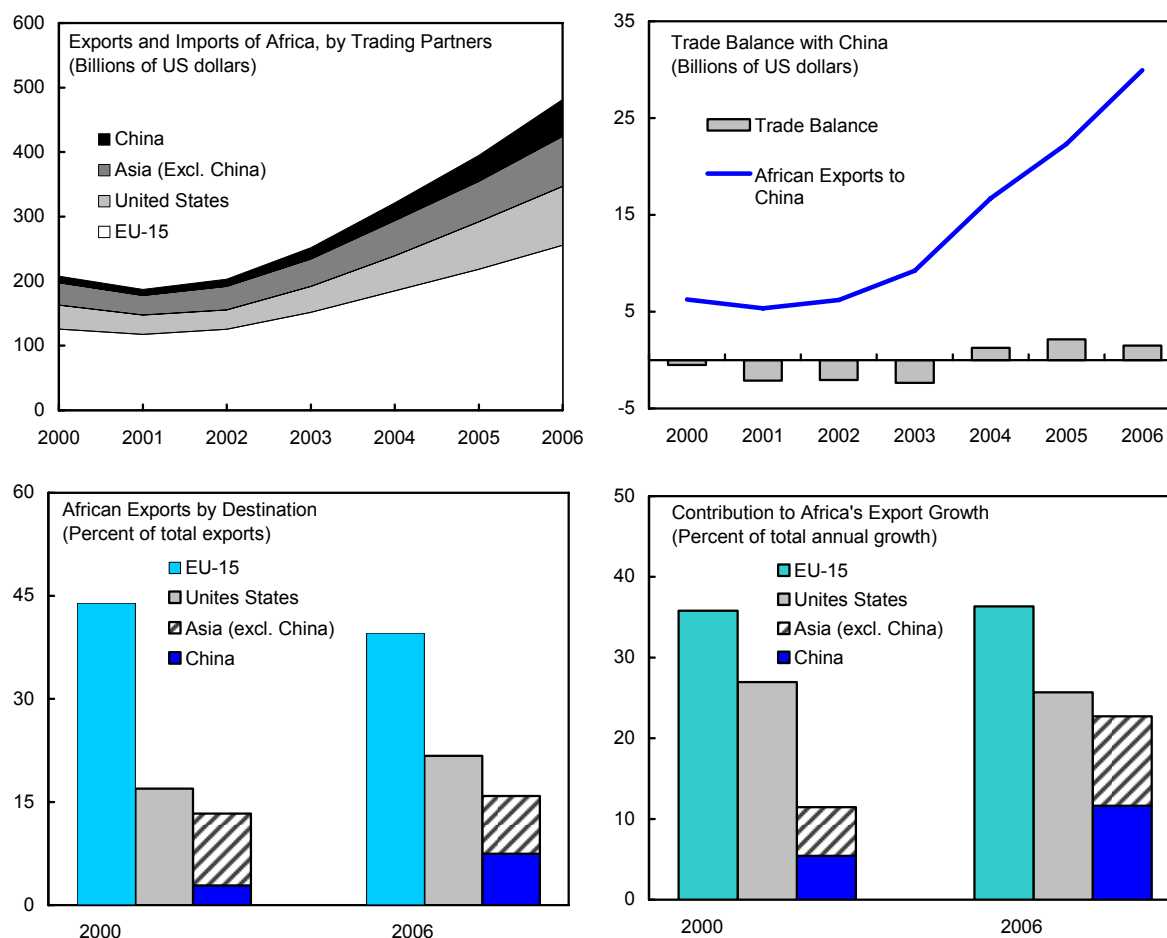 Exports and Imports of Africa, by Trading Partners
(Billions of US dollars)
600
500
400
300
200
100
0
China
Asia (Excl. China)
United States
EU-15
2000 2001 2002 2003 2004 2005 2006
Trade Balance with China
(Billions of US dollars)
35
25
15
5
-5
Trade Balance
African Exports to
China
2000 2001 2002 2003 2004 2005 2006
African Exports by Destination
(Percent of total exports)
60
45
30
15
0
EU-15
Unites States
Asia (excl. China)
China
2000 2006
Contribution to Africa's Export Growth
(Percent of total annual growth)
50
40
30
20
10
0
EU-15
Unites States
Asia (excl. China)
China
2000 2006